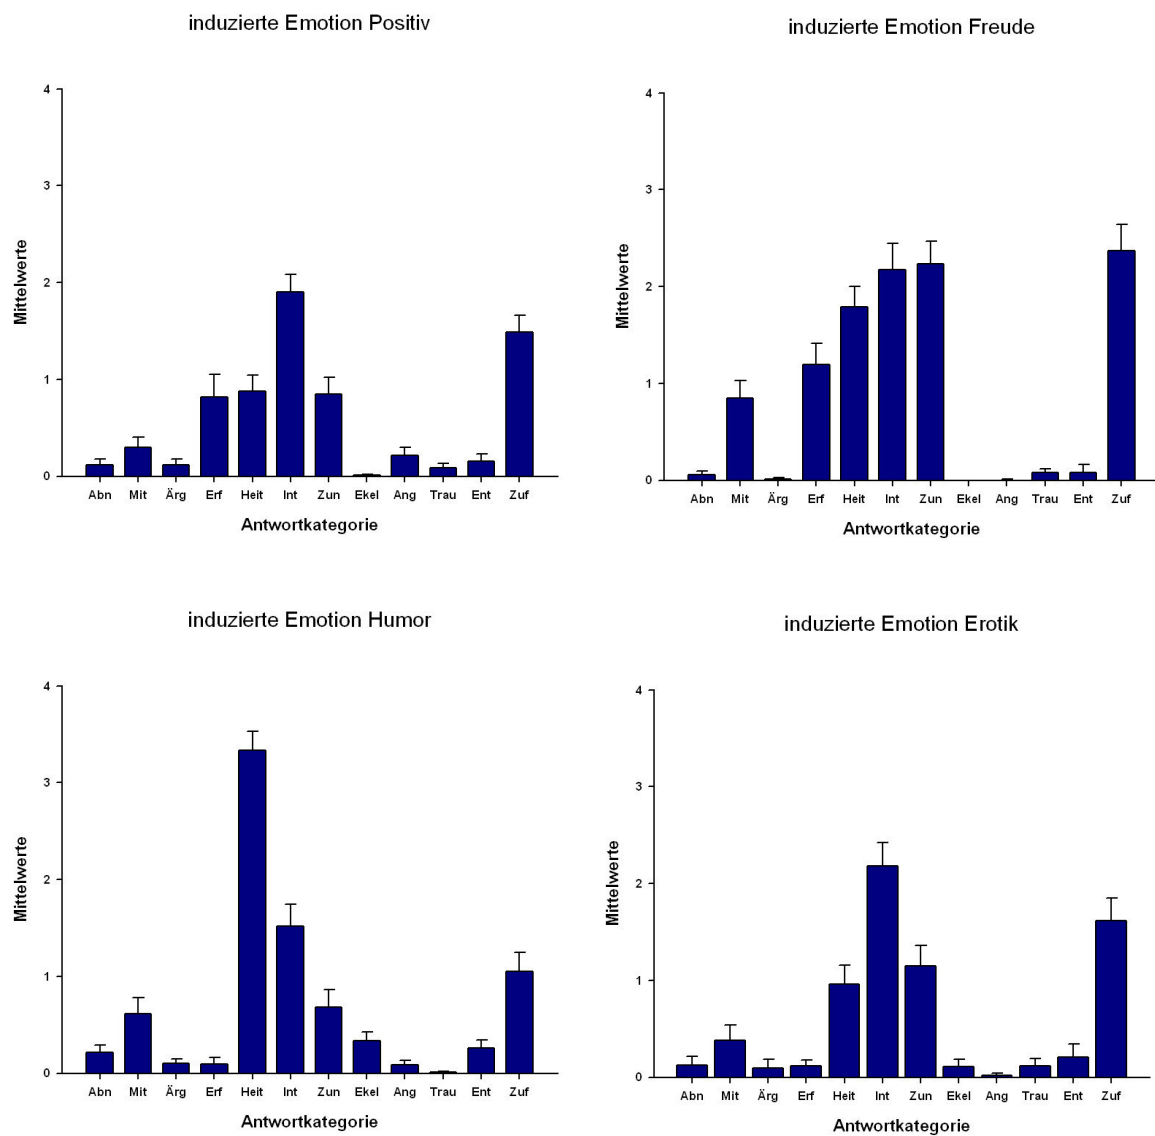 induzierte Emotion Positiv
4
3
2
1
0
Mittelwerte
Abn Mit Ärg Erf Heit Int Zun Ekel Ang Trau Ent Zuf
Antwortkategorie
induzierte Emotion Freude
4
3
2
1
0
Mittelwerte
Abn Mit Ärg Erf Heit Int Zun Ekel Ang Trau Ent Zuf
Antwortkategorie
induzierte Emotion Humor
4
3
2
1
0
Mittelwerte
Abn Mit Ärg Erf Heit Int Zun Ekel Ang Trau Ent Zuf
Antwortkategorie
induzierte Emotion Erotik
4
3
2
1
0
Mittelwerte
Abn Mit Ärg Erf Heit Int Zun Ekel Ang Trau Ent Zuf
Antwortkategorie